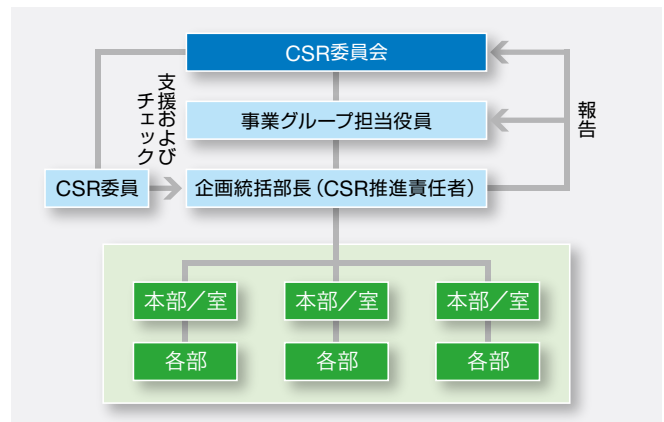 CSR委員会
支援および
チェック
事業グループ担当役員
報告
CSR委員
企画統括部長（CSR推進責任者）
本部／室
本部／室
本部／室
各部
各部
各部